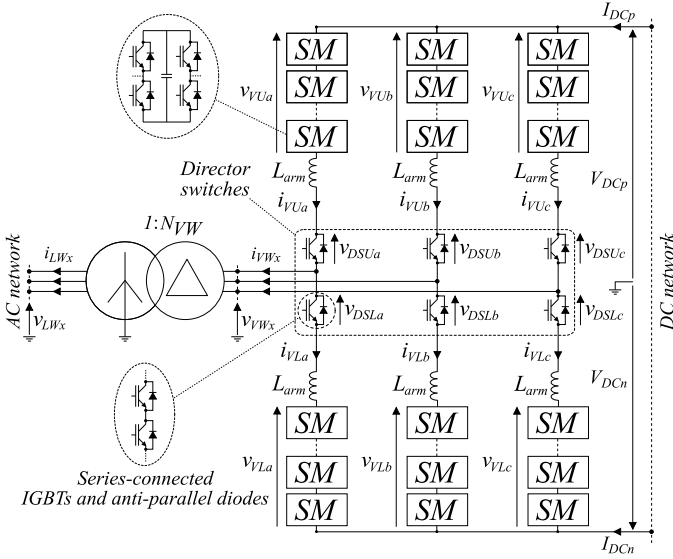 I_DCp
SM SM SM
v_VUa v_VUb v_VUc
SM SM SM
SM SM SM
L_arm L_arm L_arm
V_DCp
Director
switches
i_VUa i_VUb i_VUc
1:N_VW
v_DSUa v_DSUb v_DSUc
i_LWx i_VWx
AC network
DC network
v_LWx v_VWx
v_DSLa v_DSLb v_DSLc
i_VLa i_VLb i_VLc
V_DCn
L_arm L_arm L_arm
SM SM SM
v_VLa v_VLb v_VLc
SM SM SM
Series-connected
IGBTs and anti-parallel diodes
SM SM SM
I_DCn